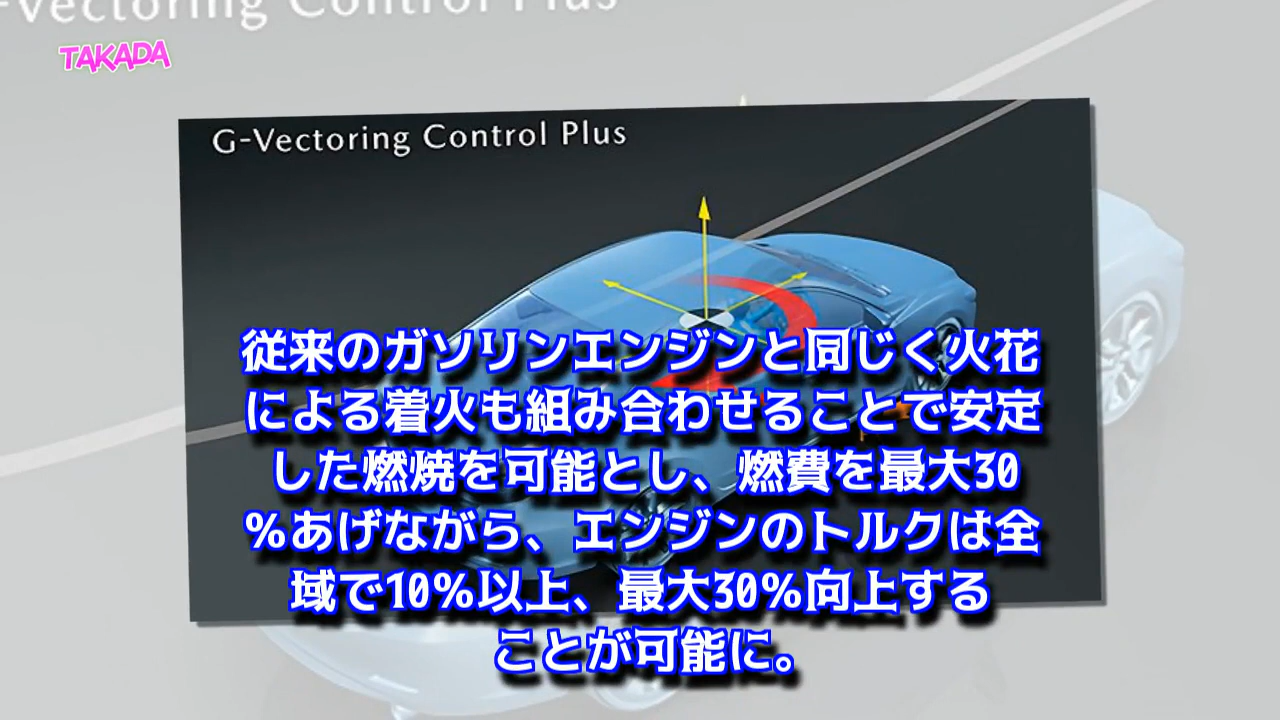 -Vectoring Control Plus
TAKADA
G-Vectoring Control Plus
従来のガソリンエンジンと同じく火花
による着火も組み合わせることで安定
した燃焼を可能とし、燃費を最大30
%あげながら、エンジンのトルクは全
域で10%以上、最大30%向上する
ことが可能に。